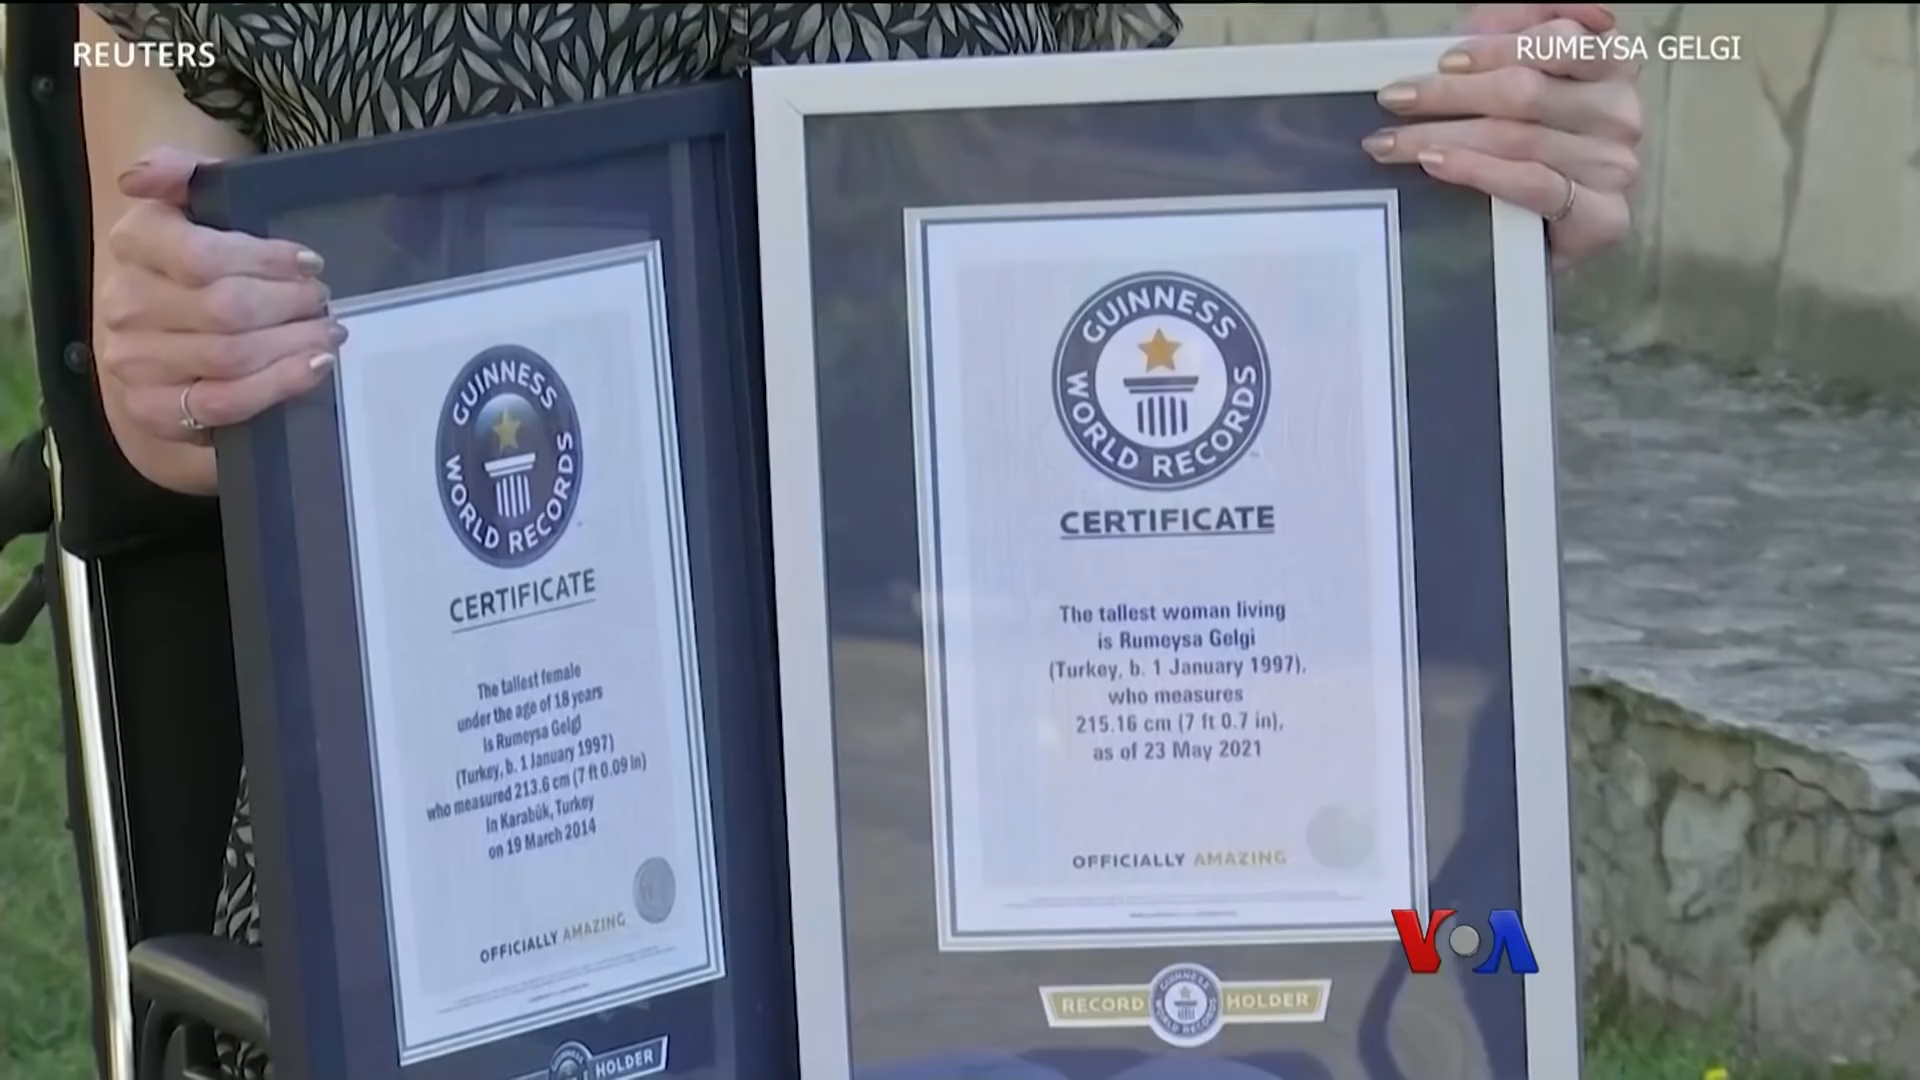 REUTERS
RUMEYSA GELGI
GUINNESS
WORLD RECORDS
CERTIFICATE
The tallest female
under the age of 18 years
is Rumeysa Gelgi
(Turkey, b. 1 January 1997)
who measured 213.6 cm (7 ft 0.09 in)
in Karabük, Turkey
on 19 March 2014
OFFICIALLY AMAZING
HOLDER
GUINNESS
WORLD RECORDS
CERTIFICATE
The tallest woman living
is Rumeysa Gelgi
(Turkey, b. 1 January 1997),
who measures
215.16 cm (7 ft 0.7 in),
as of 23 May 2021
OFFICIALLY AMAZING
RECORD HOLDER
GUINNESS
WORLD RECORDS
VOA